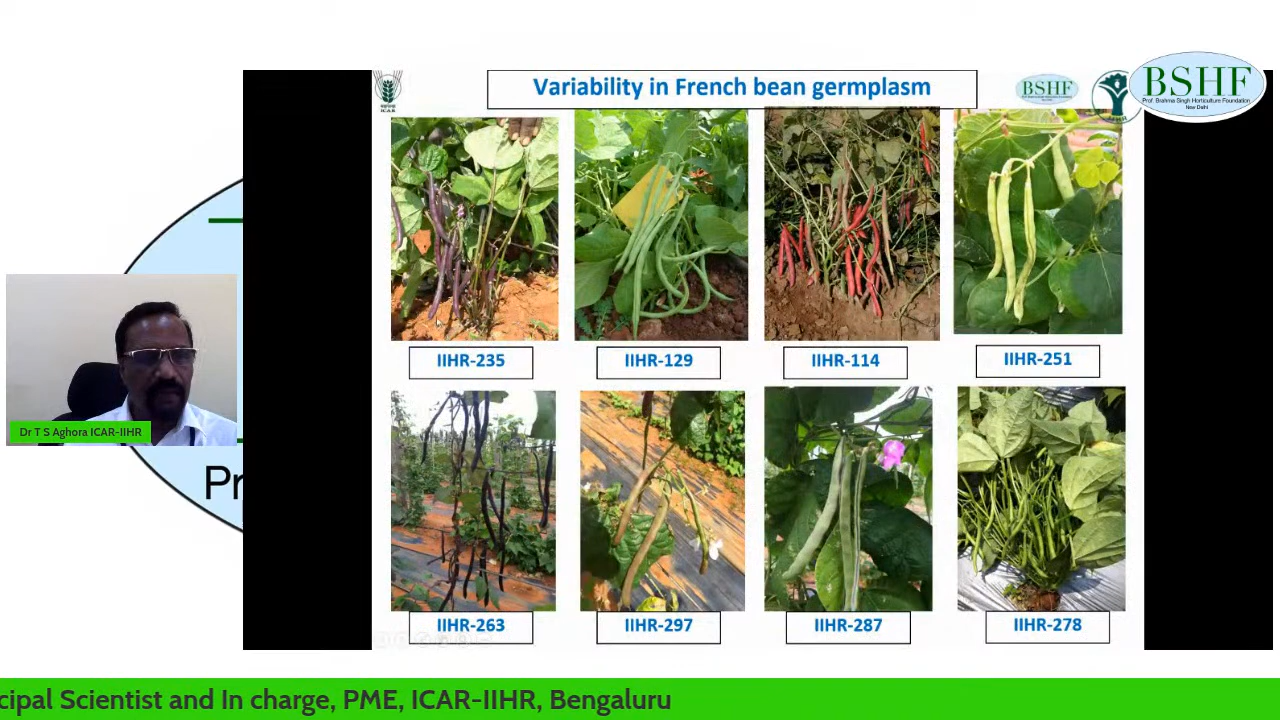 Variability in French bean germplasm
ICAR
BSHF
BSHF
Prof. Brahma Singh Horticulture Foundation
New Delhi
IIHR-235
IIHR-129
IIHR-114
IIHR-251
Dr T S Aghora ICAR-IIHR
Pr
IIHR-263
IIHR-297
IIHR-287
IIHR-278
cipal Scientist and In charge, PME, ICAR-IIHR, Bengaluru